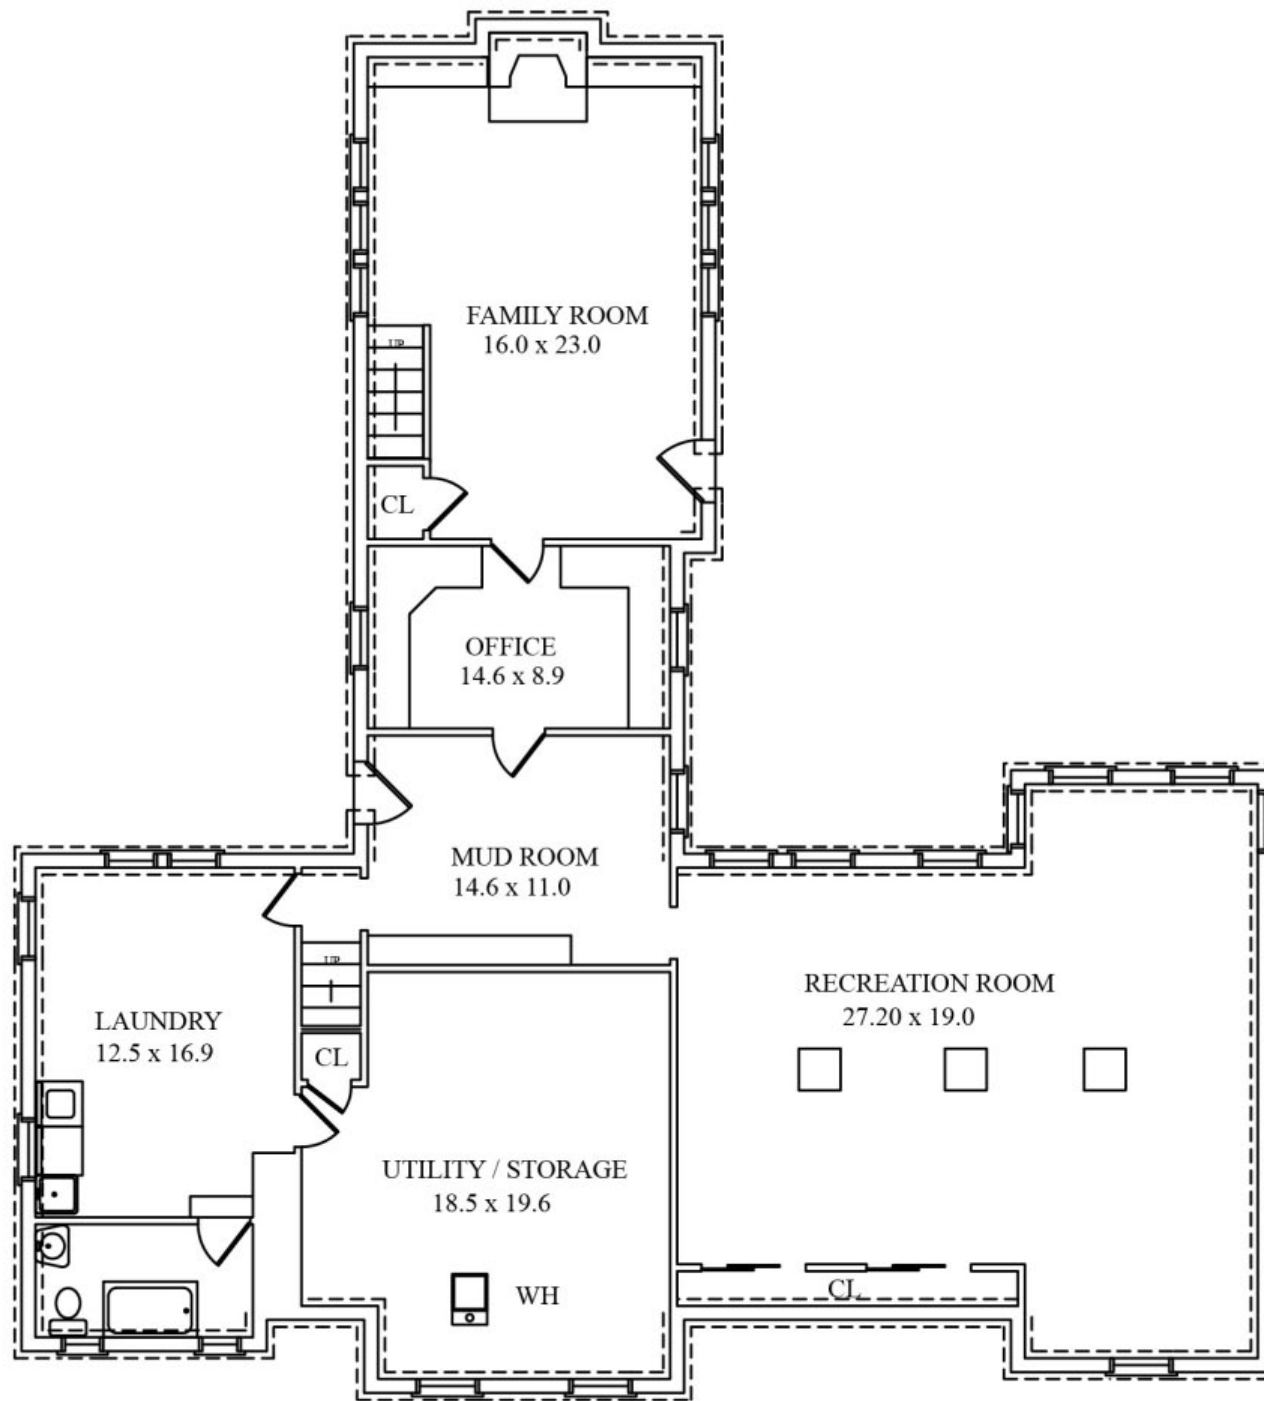 FAMILY ROOM
16.0 x 23.0
UP
CL
OFFICE
14.6 x 8.9
MUD ROOM
14.6 x 11.0
UP
RECREATION ROOM
27.20 x 19.0
LAUNDRY
12.5 x 16.9
CL
UTILITY / STORAGE
18.5 x 19.6
WH
CL